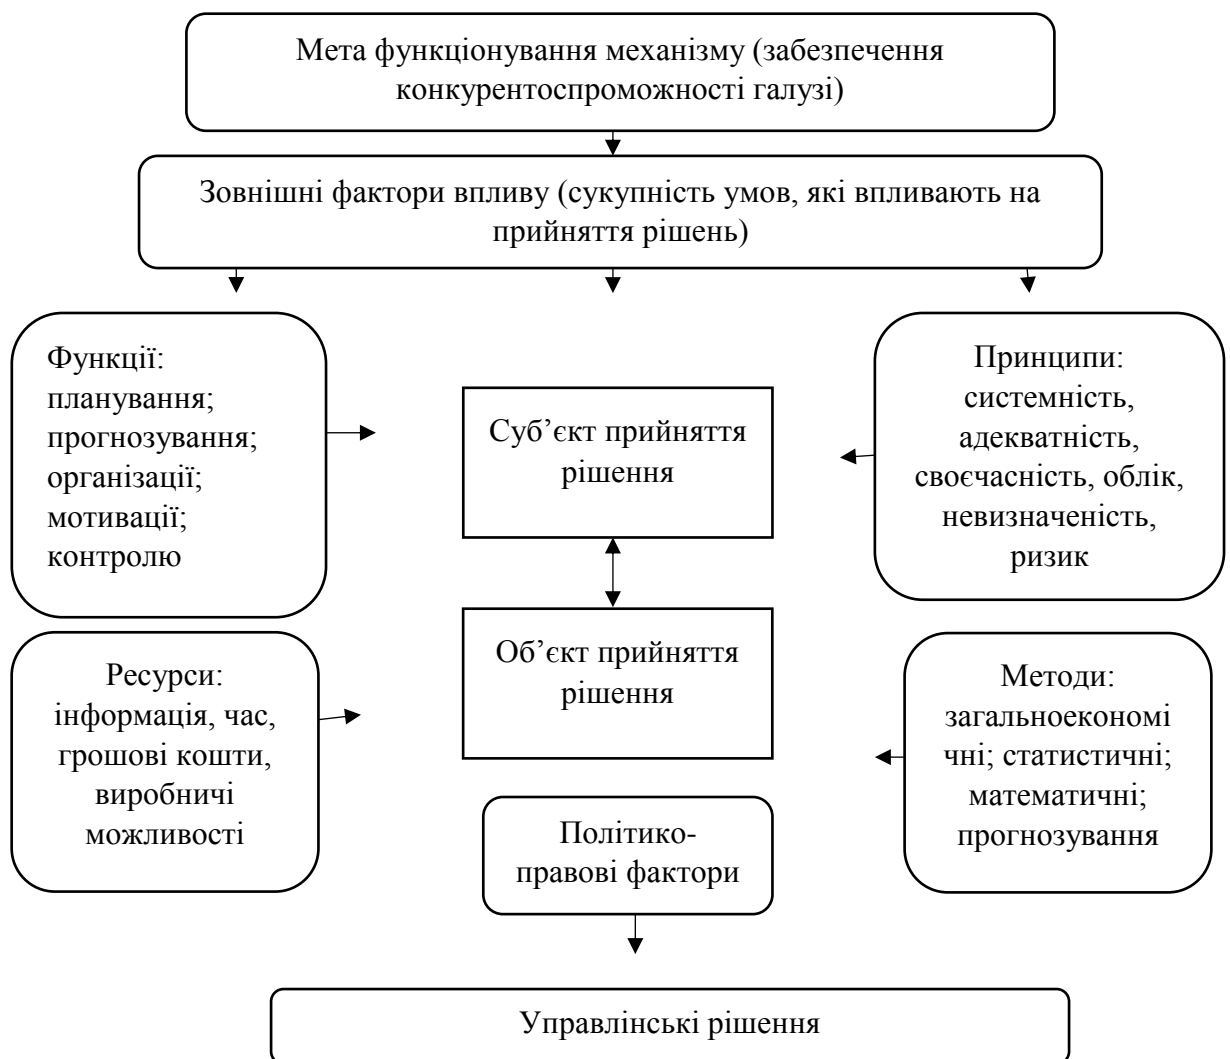 Мета функціонування механізму (забезпечення
конкурентоспроможності галузі)
Зовнішні фактори впливу (сукупність умов, які впливають на
прийняття рішень)
Функції:
планування;
прогнозування;
організації;
мотивації;
контролю
Суб’єкт прийняття
рішення
Принципи:
системність,
адекватність,
своєчасність, облік,
невизначеність,
ризик
Ресурси:
інформація, час,
грошові кошти,
виробничі
можливості
Об’єкт прийняття
рішення
Методи:
загальноекономі
чні; статистичні;
математичні;
прогнозування
Політико-
правові фактори
Управлінські рішення